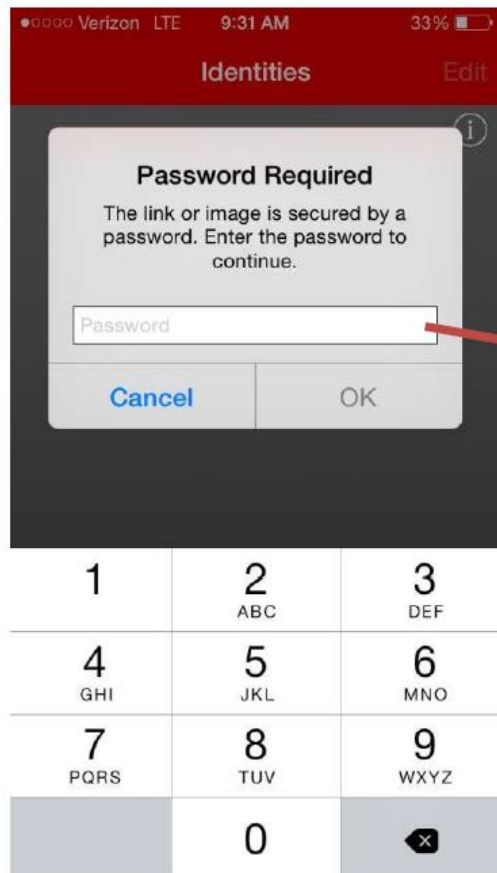 Verizon LTE 9:31 AM 33%
Identities Edit
i
Password Required
The link or image is secured by a
password. Enter the password to
continue.
Password
Cancel OK
1 2 3
ABC DEF
4 5 6
GHI JKL MNO
7 8 9
PQRS TUV WXYZ
0